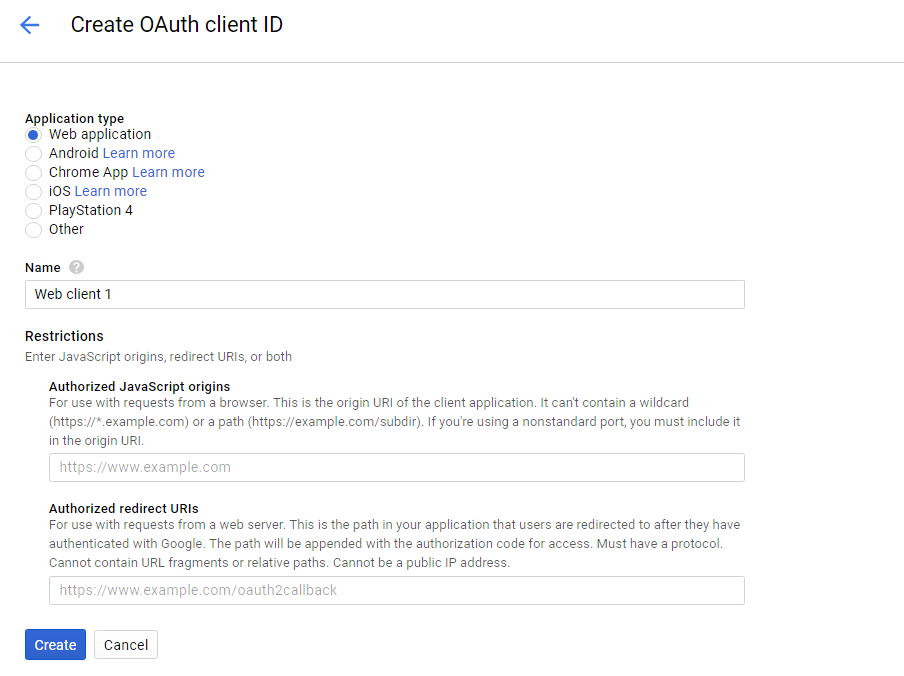 Create OAuth client ID
Application type
Web application
Android Learn more
Chrome App Learn more
iOS Learn more
PlayStation 4
Other
Name ?
Web client 1
Restrictions
Enter JavaScript origins, redirect URIs, or both
Authorized JavaScript origins
For use with requests from a browser. This is the origin URI of the client application. It can't contain a wildcard
(https://*.example.com) or a path (https://example.com/subdir). If you're using a nonstandard port, you must include it
in the origin URI.
https://www.example.com
Authorized redirect URIs
For use with requests from a web server. This is the path in your application that users are redirected to after they have
authenticated with Google. The path will be appended with the authorization code for access. Must have a protocol.
Cannot contain URL fragments or relative paths. Cannot be a public IP address.
https://www.example.com/oauth2callback
Create Cancel